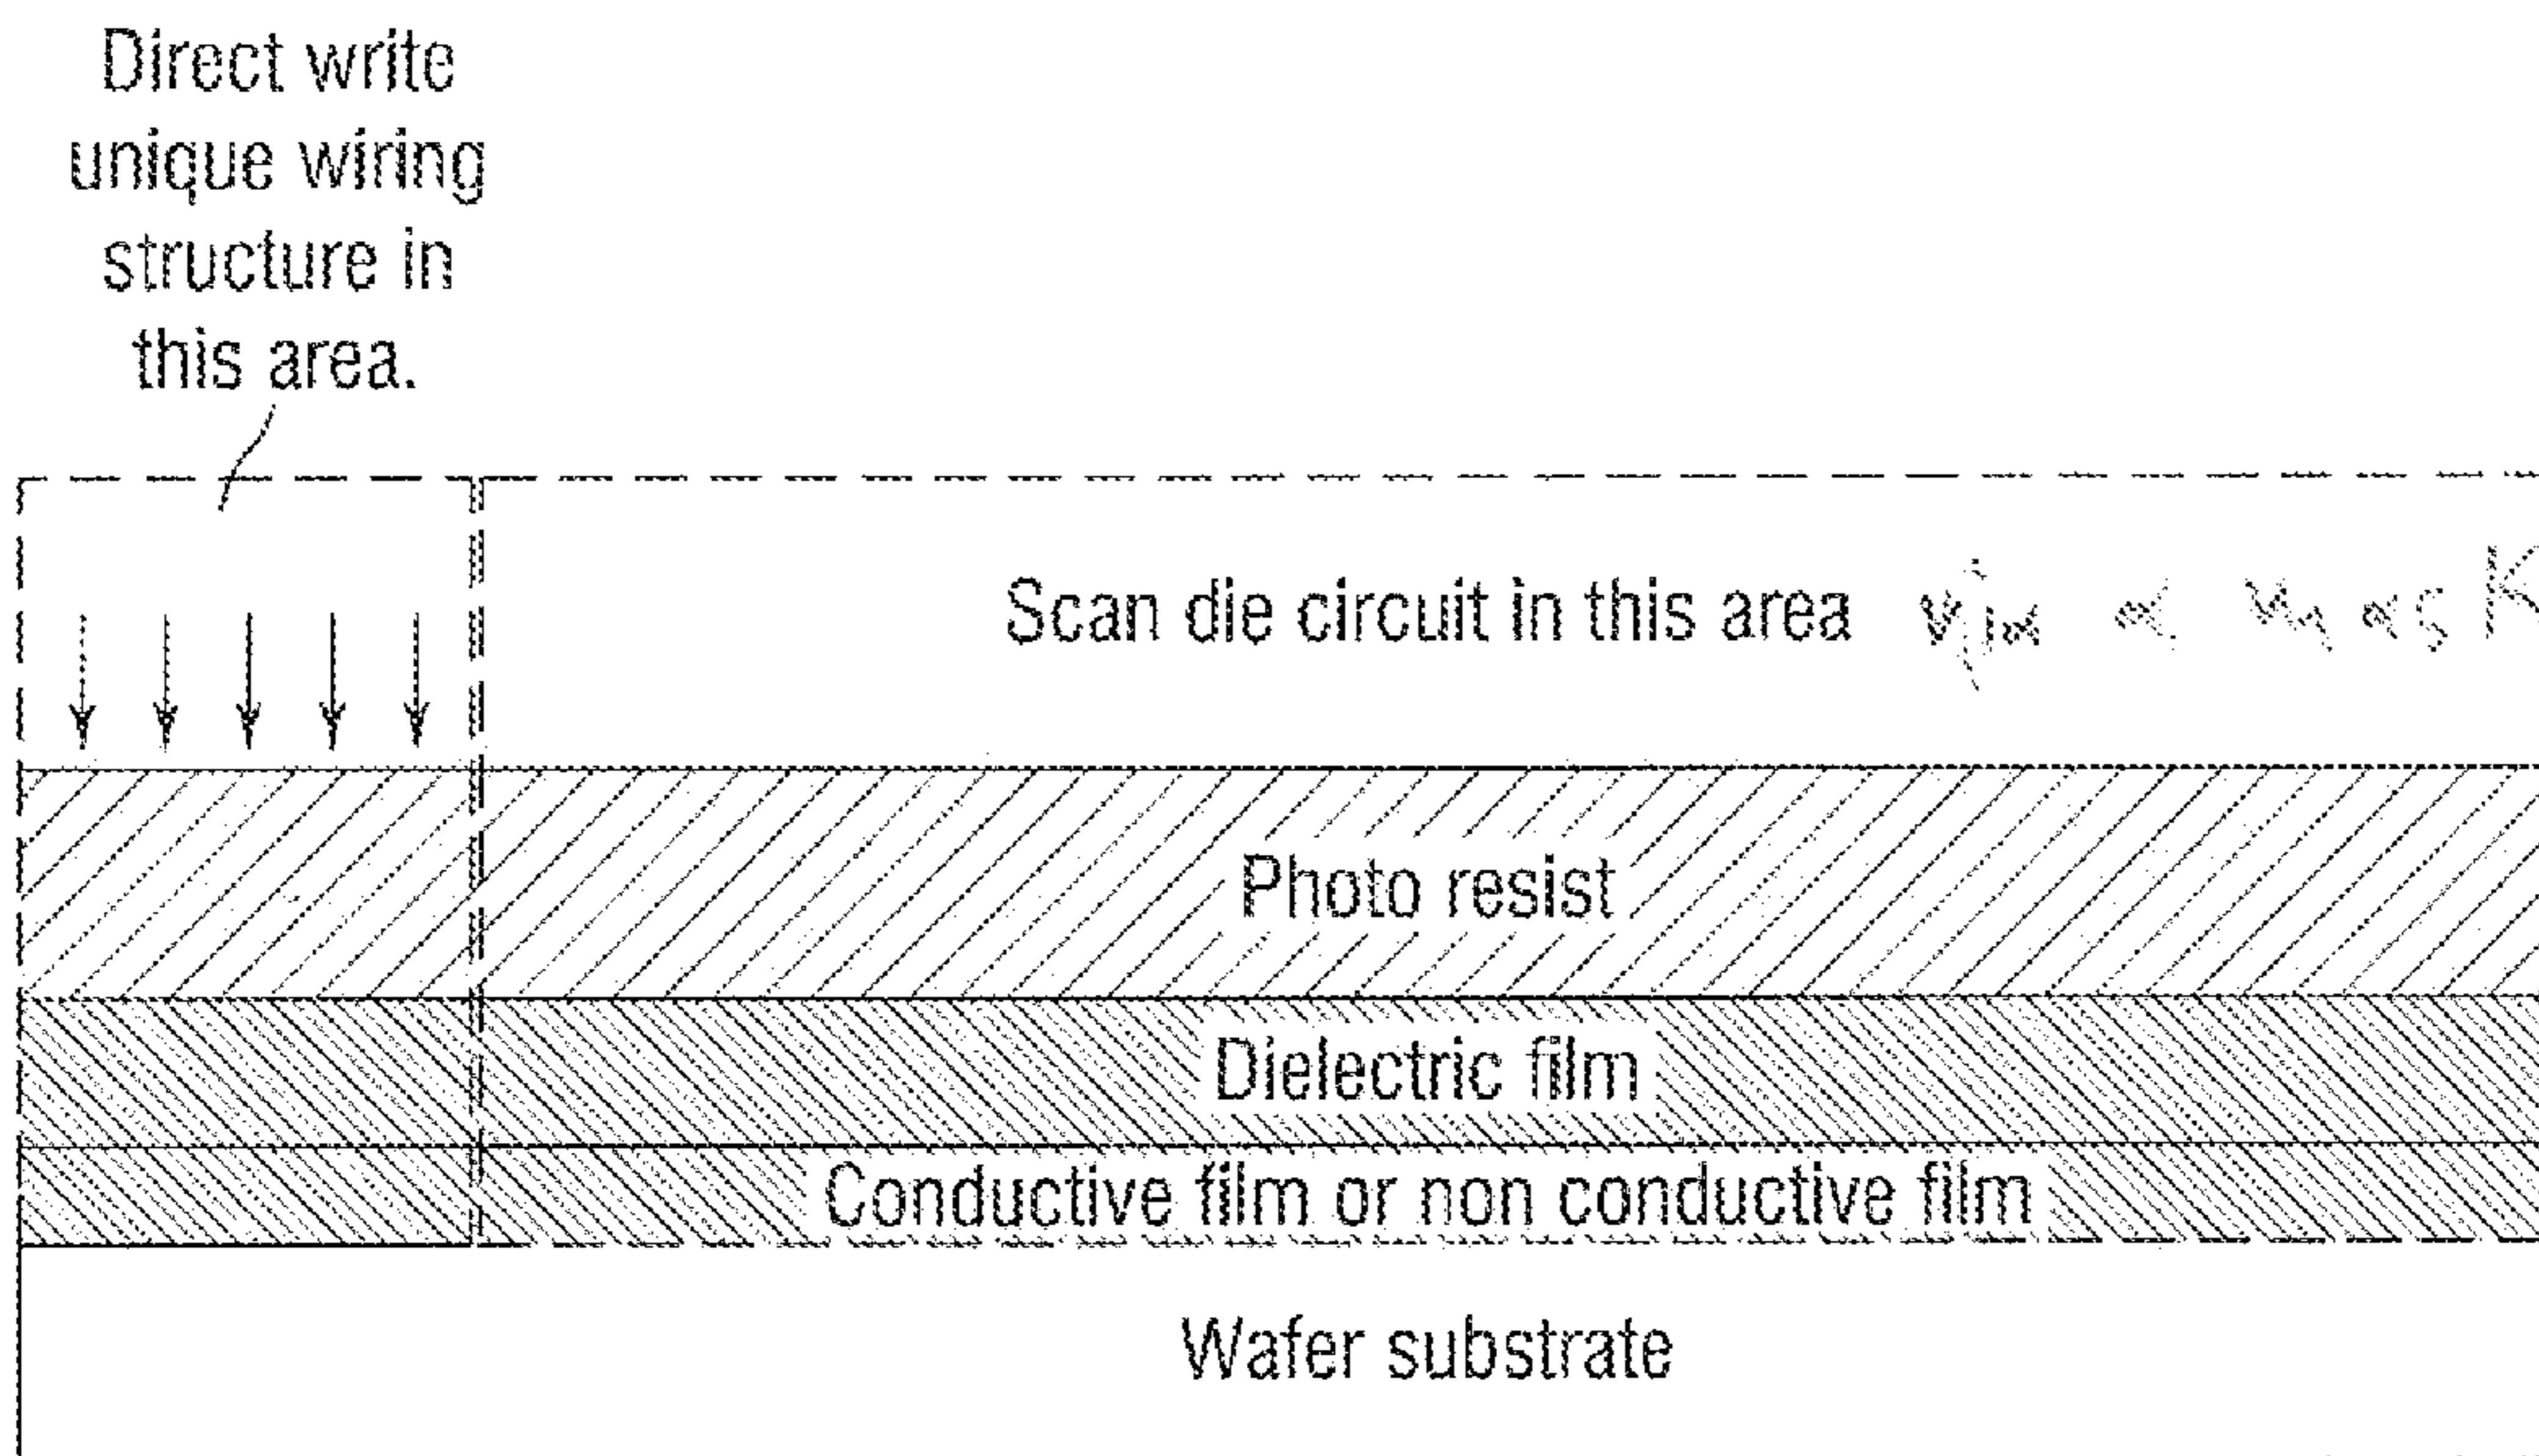 Direct write
unique wiring
structure in
this area.
Scan die circuit in this area
Photo resist
Dielectric film
Conductive film or non conductive film
Wafer substrate